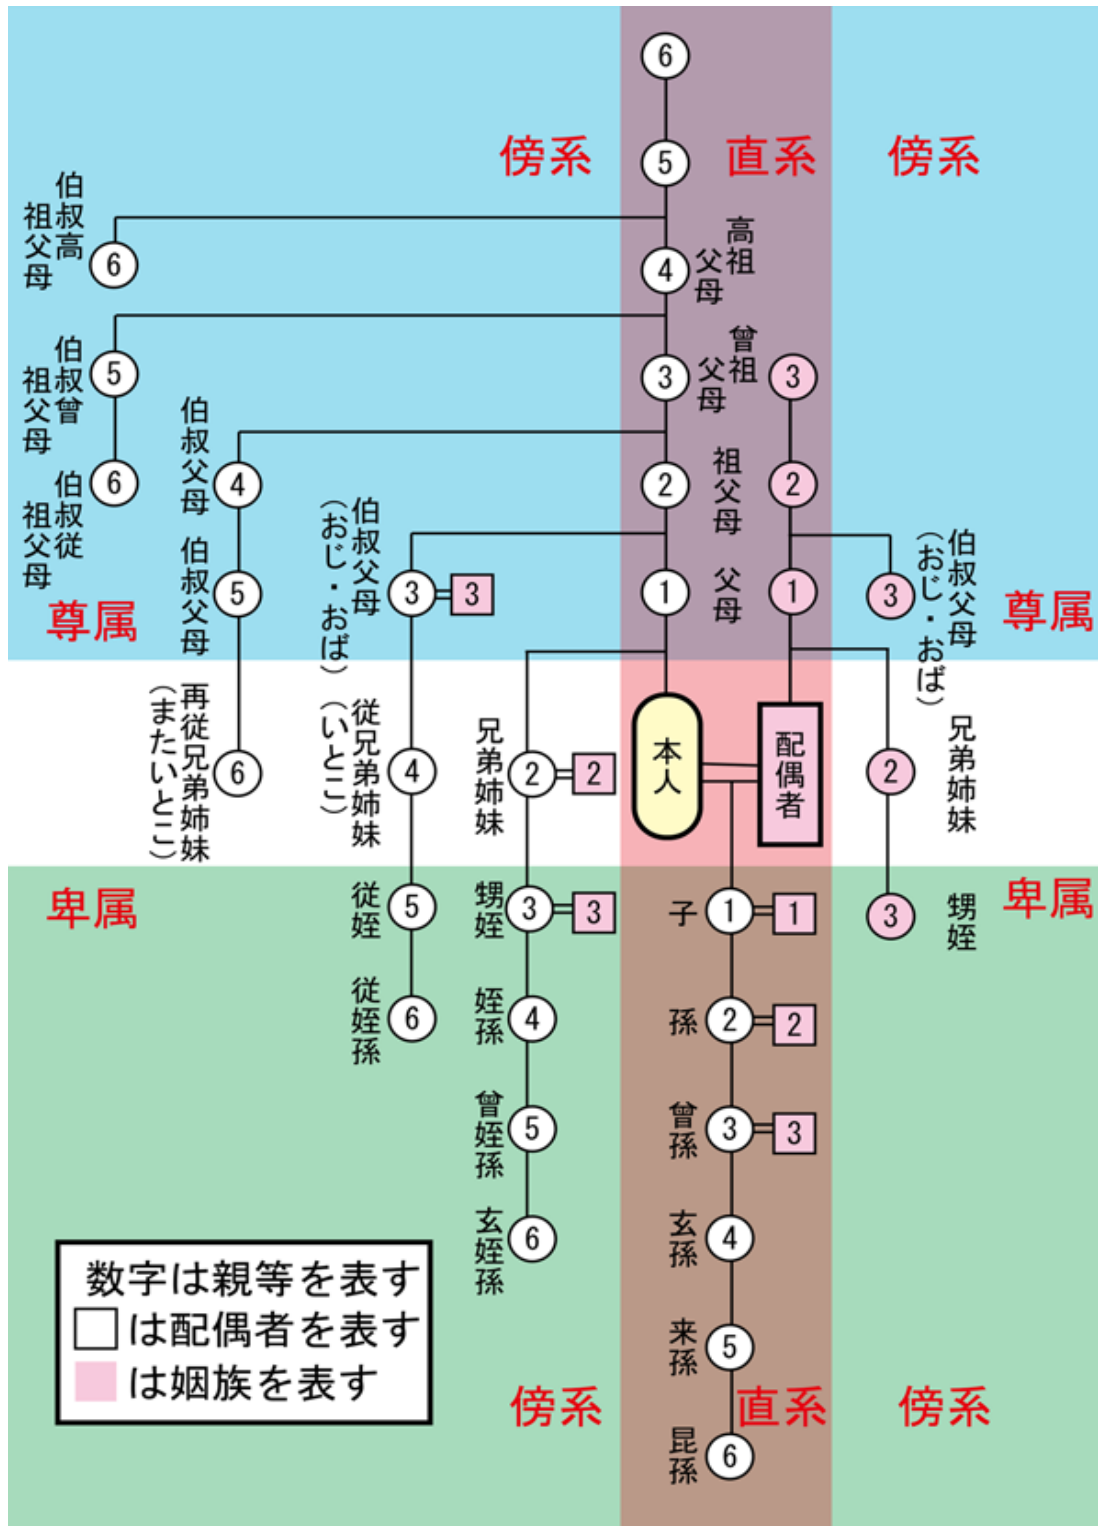 6
傍系
直系
傍系
5
伯叔高
祖父母
6
高祖
父母
4
伯叔曾
祖父母
5
曾祖
父母
3
3
伯叔従
祖父母
6
伯叔父母
4
2
祖父母
2
伯叔父母
5
伯叔父母
(おじ・おば)
3
3
1
父母
1
3
伯叔父母
(おじ・おば)
尊属
尊属
再従兄弟姉妹
(またいとこ)
6
従兄弟姉妹
(いとこ)
4
兄弟姉妹
2
2
本人
配偶者
2
兄弟姉妹
卑属
卑属
従姪
5
甥姪
3
3
子
1
1
3
甥姪
従姪孫
6
姪孫
4
孫
2
2
曾姪孫
5
曾孫
3
3
玄姪孫
6
玄孫
4
来孫
5
昆孫
6
数字は親等を表す
は配偶者を表す
は姻族を表す
傍系
直系
傍系